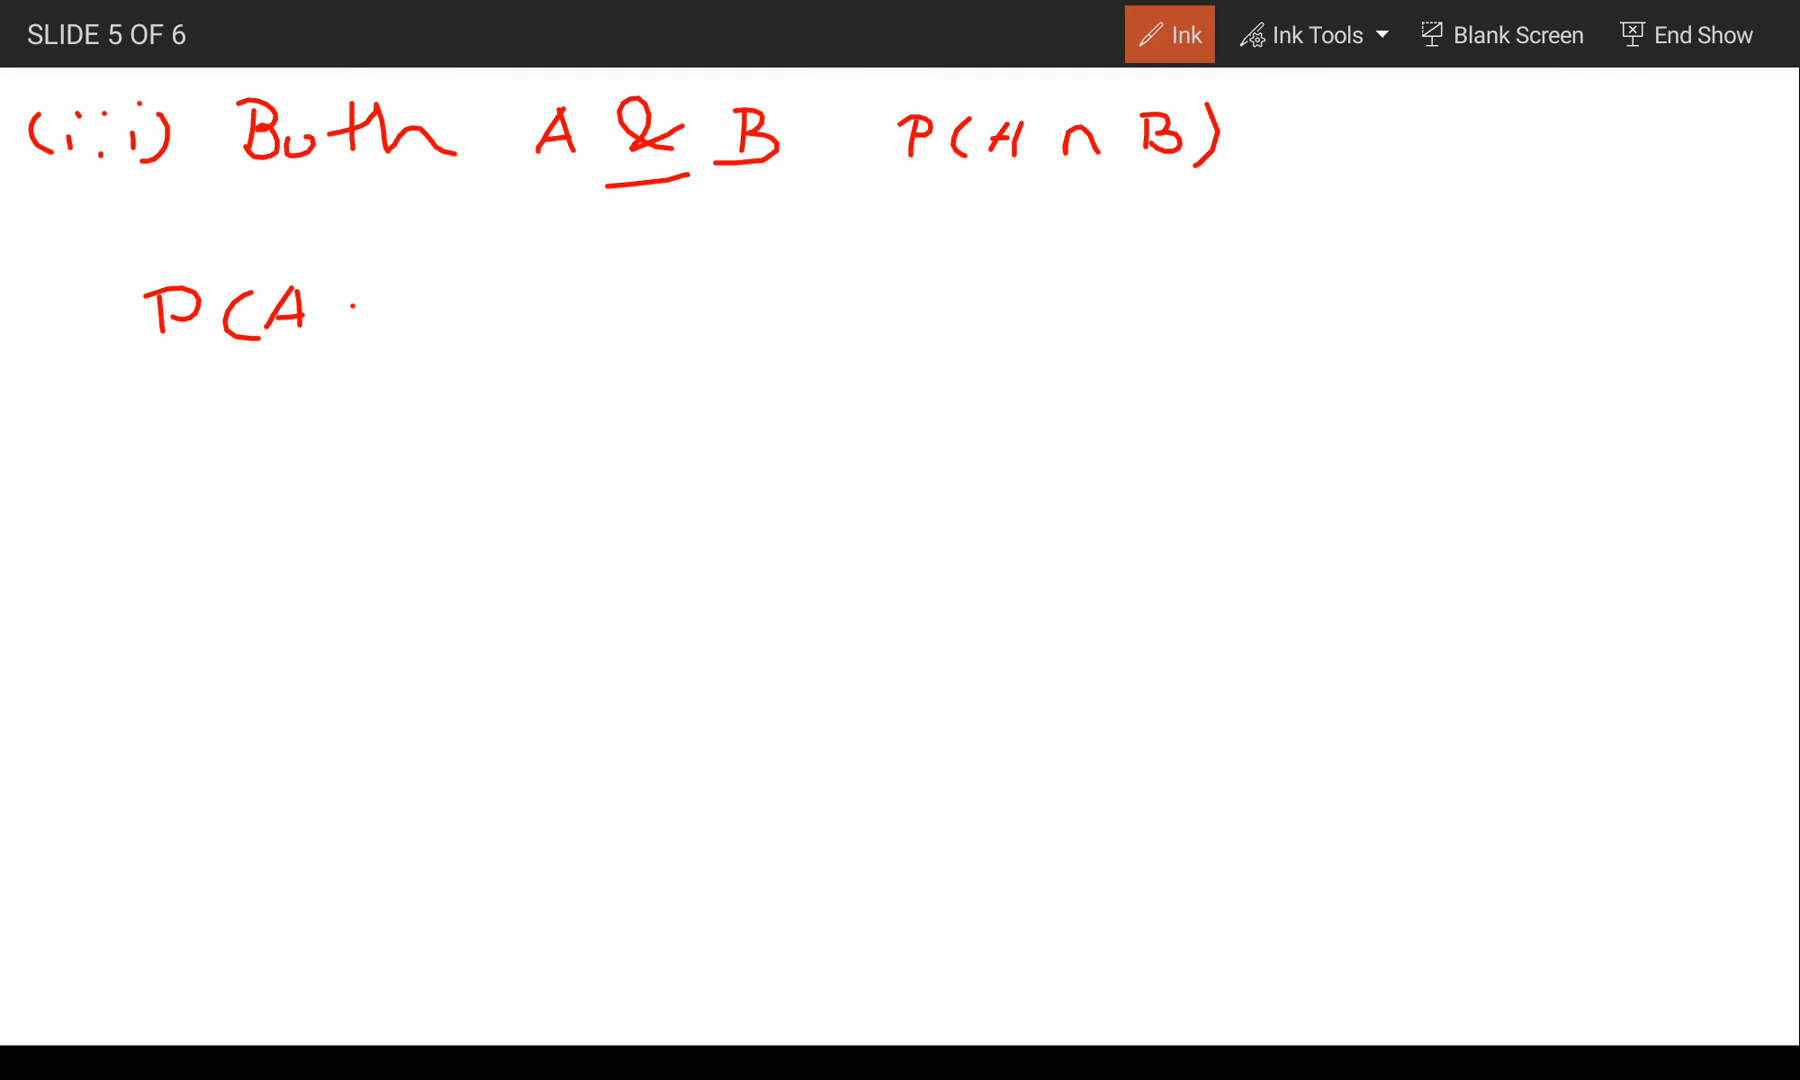 SLIDE 5 OF 6 Ink Ink Tools Blank Screen End Show
(iii) Both A & B P(A ∩ B)
P(A